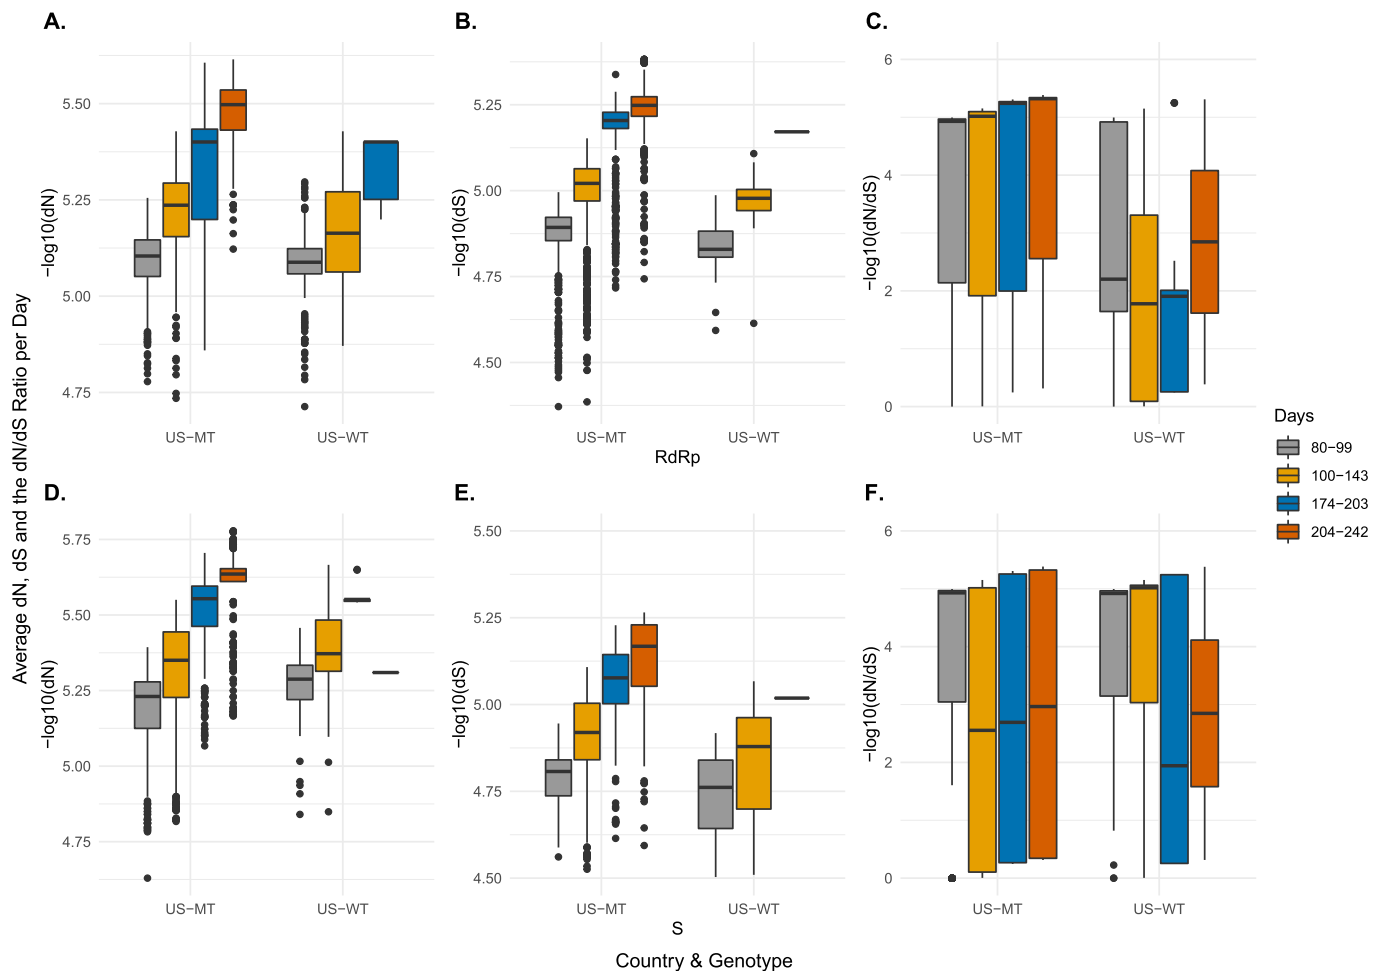 A.
B.
C.
Average dN, dS and the dN/dS Ratio per Day
−log10(dN)
5.50
5.25
5.00
4.75
US−MT
US−WT
−log10(dS)
5.25
5.00
4.75
4.50
US−MT
US−WT
RdRp
−log10(dN/dS)
6
4
2
0
US−MT
US−WT
Days
80−99
100−143
174−203
204−242
D.
E.
F.
−log10(dN)
5.75
5.50
5.25
5.00
4.75
US−MT
US−WT
−log10(dS)
5.50
5.25
5.00
4.75
4.50
US−MT
US−WT
S
−log10(dN/dS)
6
4
2
0
US−MT
US−WT
Country & Genotype